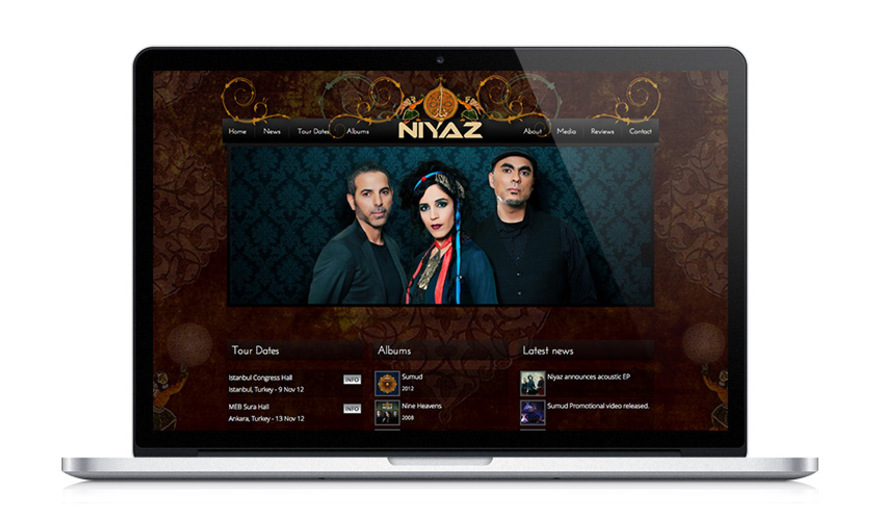 NIYAZ
Home News Tour Dates Albums About Media Reviews Contact
Tour Dates
Istanbul Congress Hall
Istanbul, Turkey - 9 Nov 12
INFO
MEB Sura Hall
Ankara, Turkey - 13 Nov 12
INFO
Albums
Sumud
2012
Nine Heavens
2008
Latest news
Niyaz announces acoustic EP
Sumud Promotional video released.